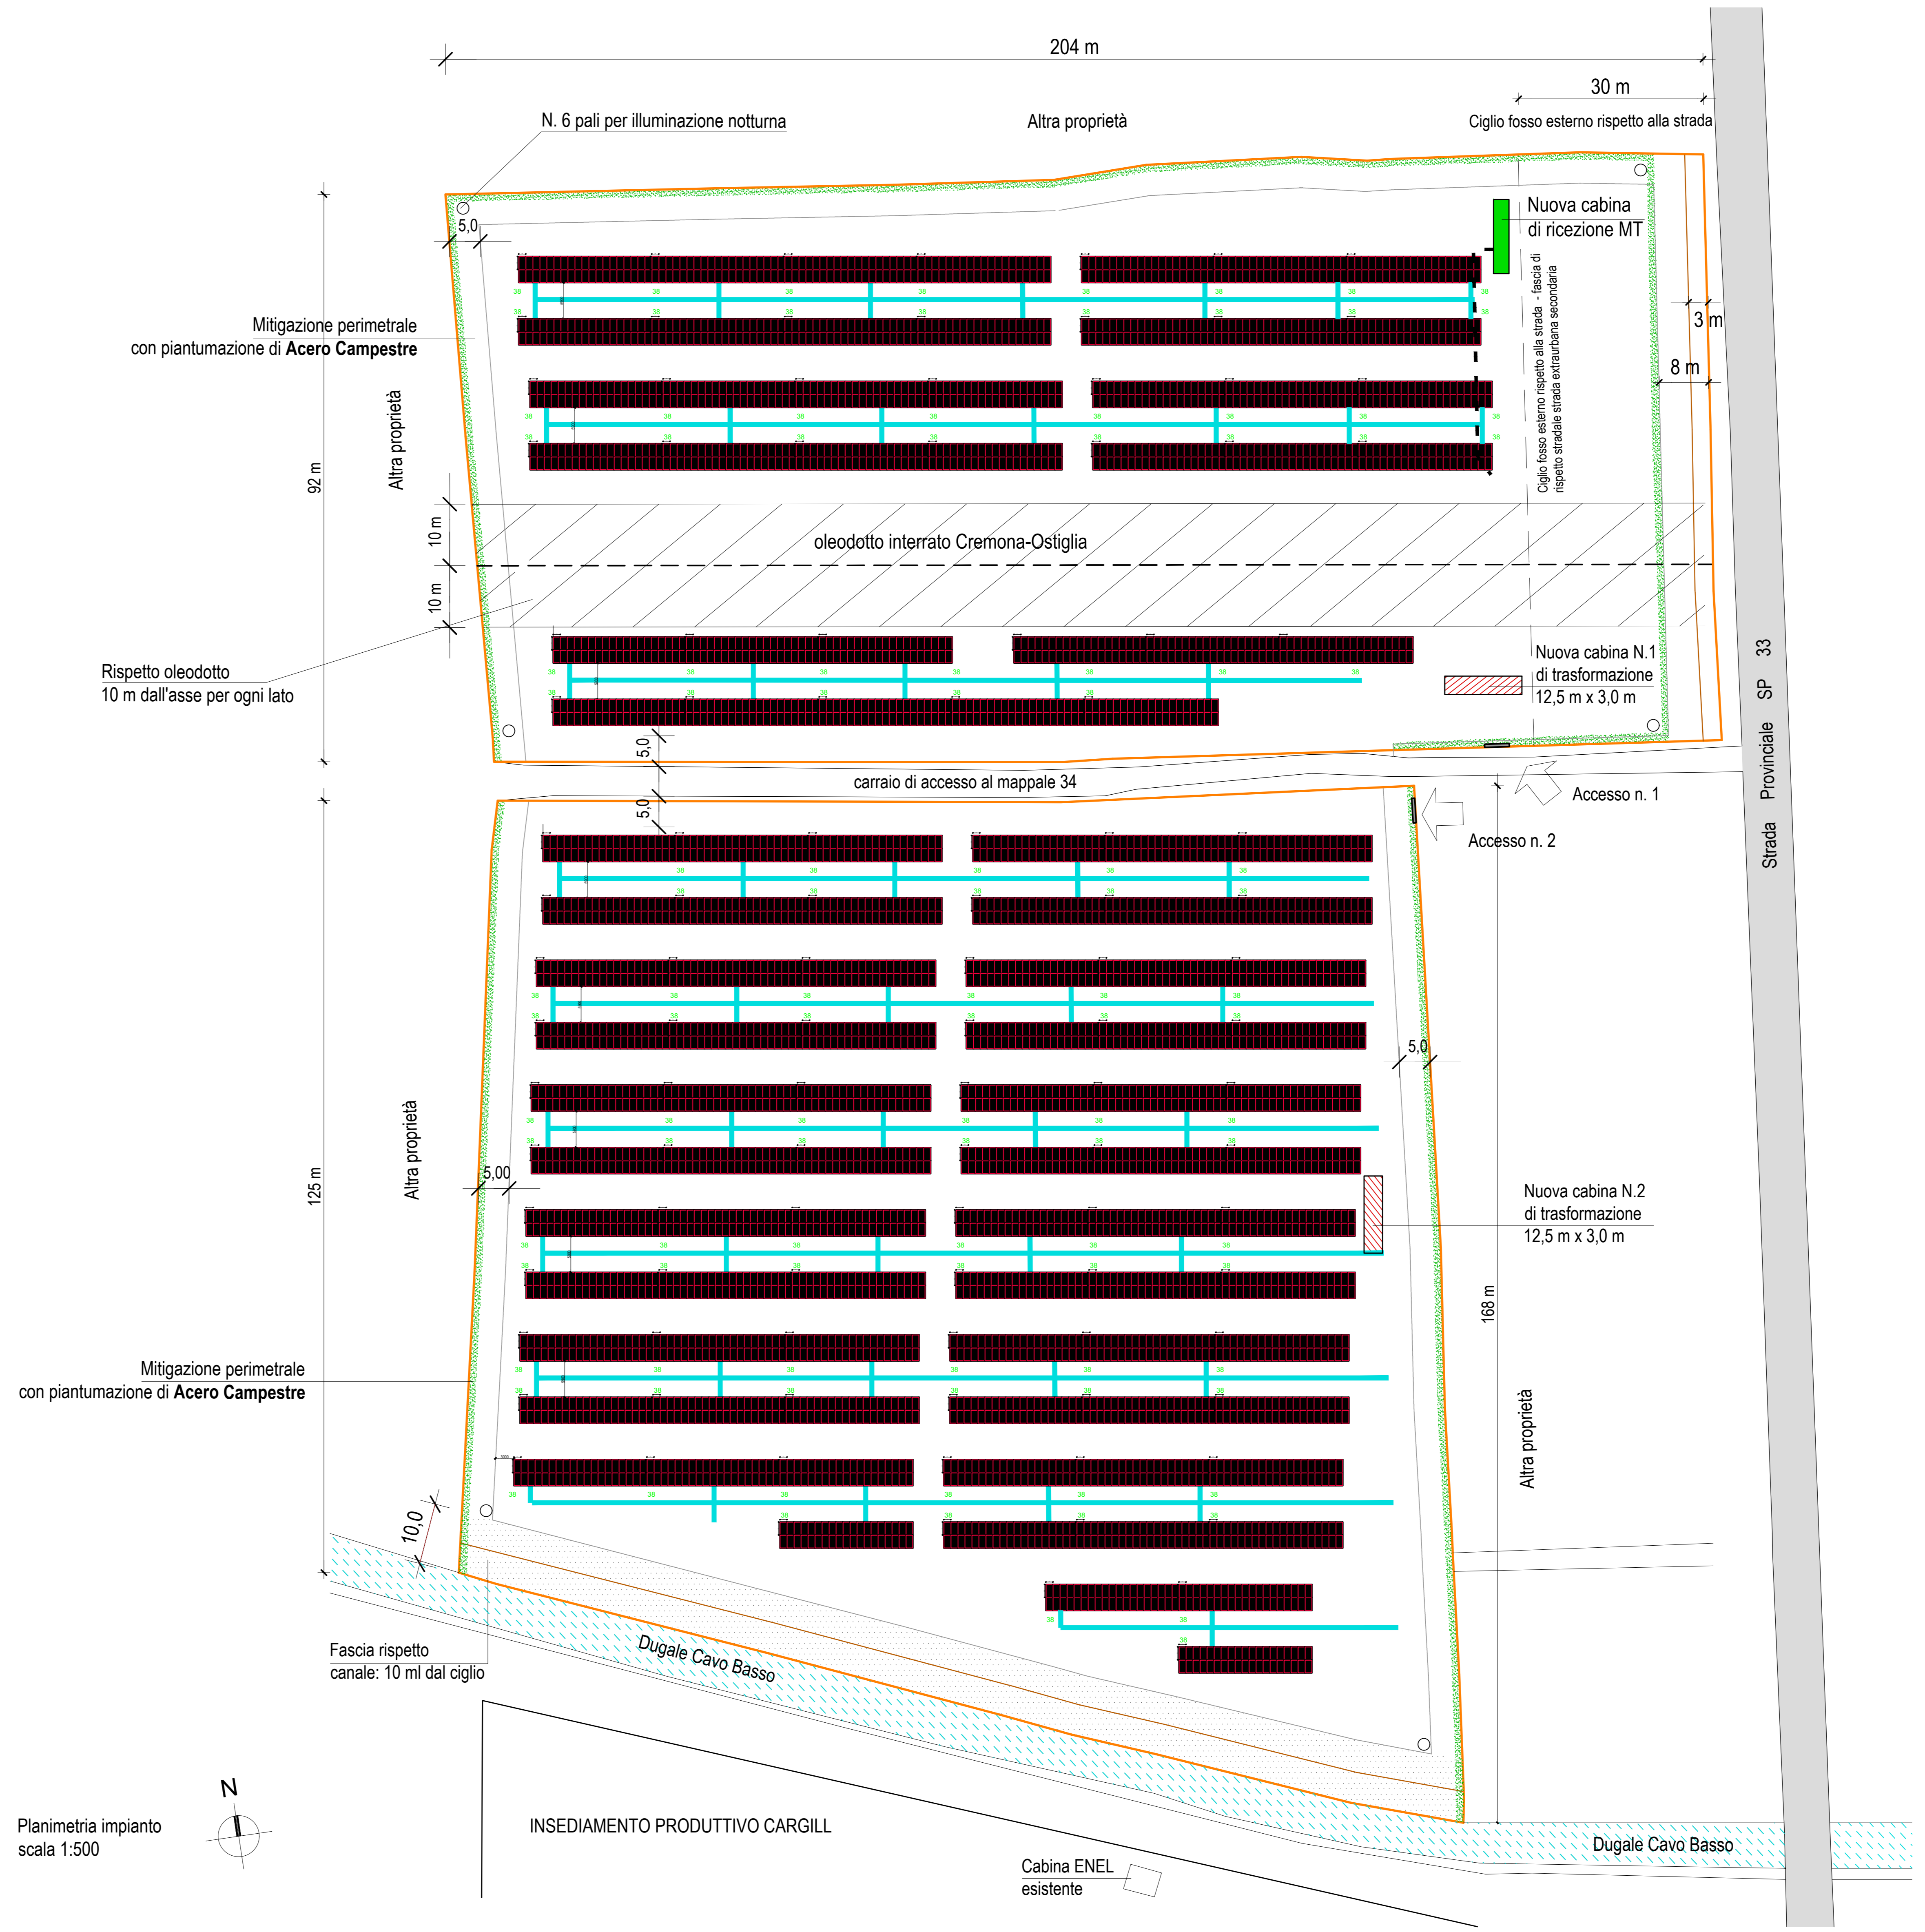 204 m
30 m
N. 6 pali per illuminazione notturna
Altra proprietà
Ciglio fosso esterno rispetto alla strada
5,0
Nuova cabina
di ricezione MT
Ciglio fosso esterno rispetto alla strada - fascia di
rispetto stradale strada extraurbana secondaria
3 m
8 m
Mitigazione perimetrale
con piantumazione di Acero Campestre
Altra proprietà
92 m
10 m
10 m
oleodotto interrato Cremona-Ostiglia
Rispetto oleodotto
10 m dall'asse per ogni lato
Nuova cabina N.1
di trasformazione
12,5 m x 3,0 m
Strada Provinciale SP 33
5,0
carraio di accesso al mappale 34
5,0
Accesso n. 1
Accesso n. 2
5,0
Altra proprietà
125 m
5,00
Nuova cabina N.2
di trasformazione
12,5 m x 3,0 m
168 m
Mitigazione perimetrale
con piantumazione di Acero Campestre
Altra proprietà
10,0
Fascia rispetto
canale: 10 ml dal ciglio
Dugale Cavo Basso
N
Planimetria impianto
scala 1:500
INSEDIAMENTO PRODUTTIVO CARGILL
Cabina ENEL
esistente
Dugale Cavo Basso